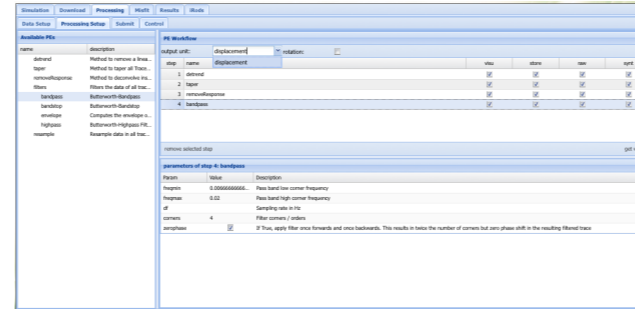 Simulation Download Processing Misfit Results iRods
Data Setup Processing Setup Submit Control
Available PEs
name description
detrend Method to remove a linea...
taper Method to taper all Trace...
removeResponse Method to deconvolve ins...
filters Filters the data of all trac...
bandpass Butterworth-Bandpass
bandstop Butterworth-Bandstop
envelope Computes the envelope o...
highpass Butterworth-Highpass Filt...
resample Resample data in all trac...
PE Workflow
output unit: displacement rotation:
displacement
step name visu store raw synt
1 detrend
2 taper
3 removeResponse
4 bandpass
remove selected step get
parameters of step 4: bandpass
Param Value Description
freqmin Pass band low corner frequency
freqmax 0.02 Pass band high corner frequency
df Sampling rate in Hz
corners 4 Filter corners / orders
zerophase If True, apply filter once forwards and once backwards. This results in twice the number of corners but zero phase shift in the resulting filtered trace